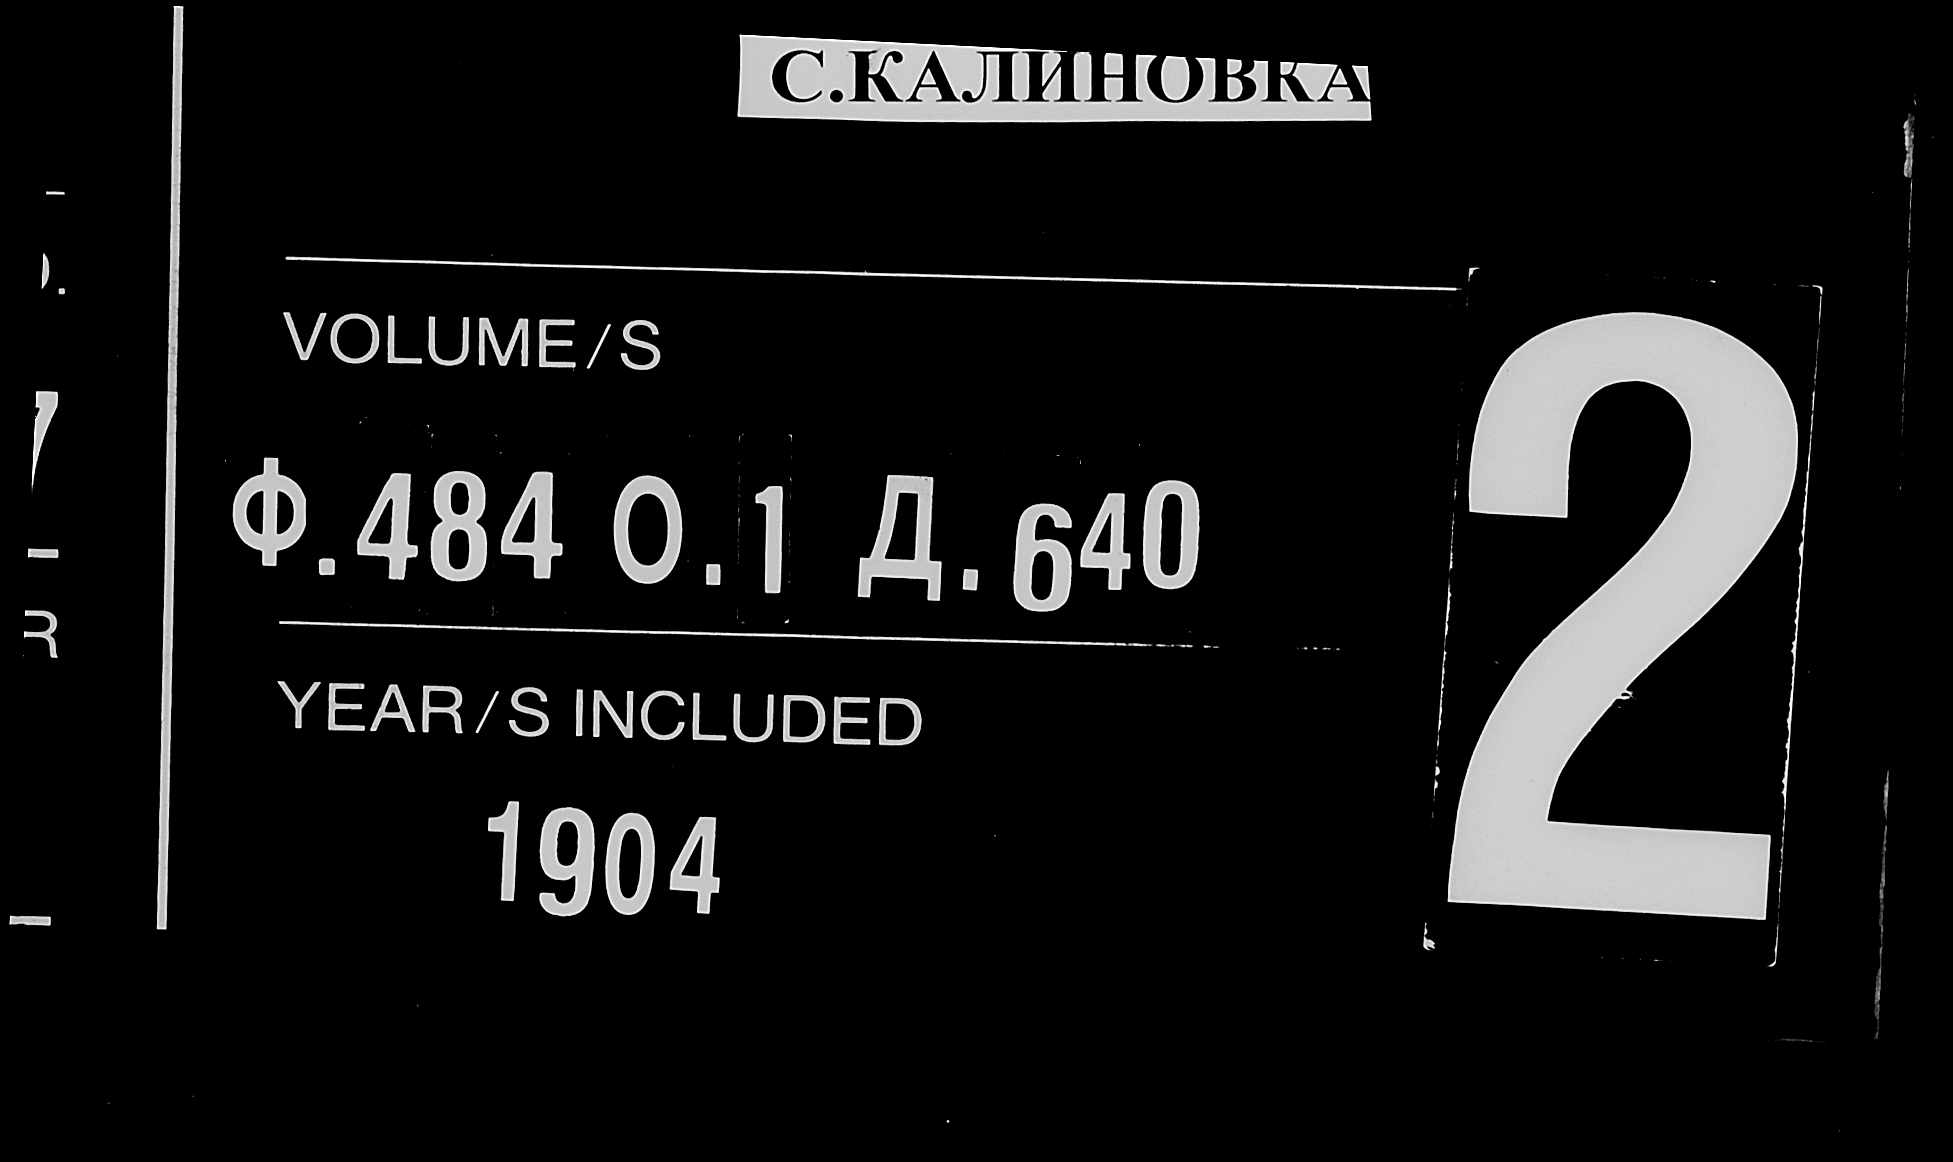 С.КАЛИНОВКА
VOLUME/S
Ф.484 О.1 Д.640
2
YEAR/S INCLUDED
1904